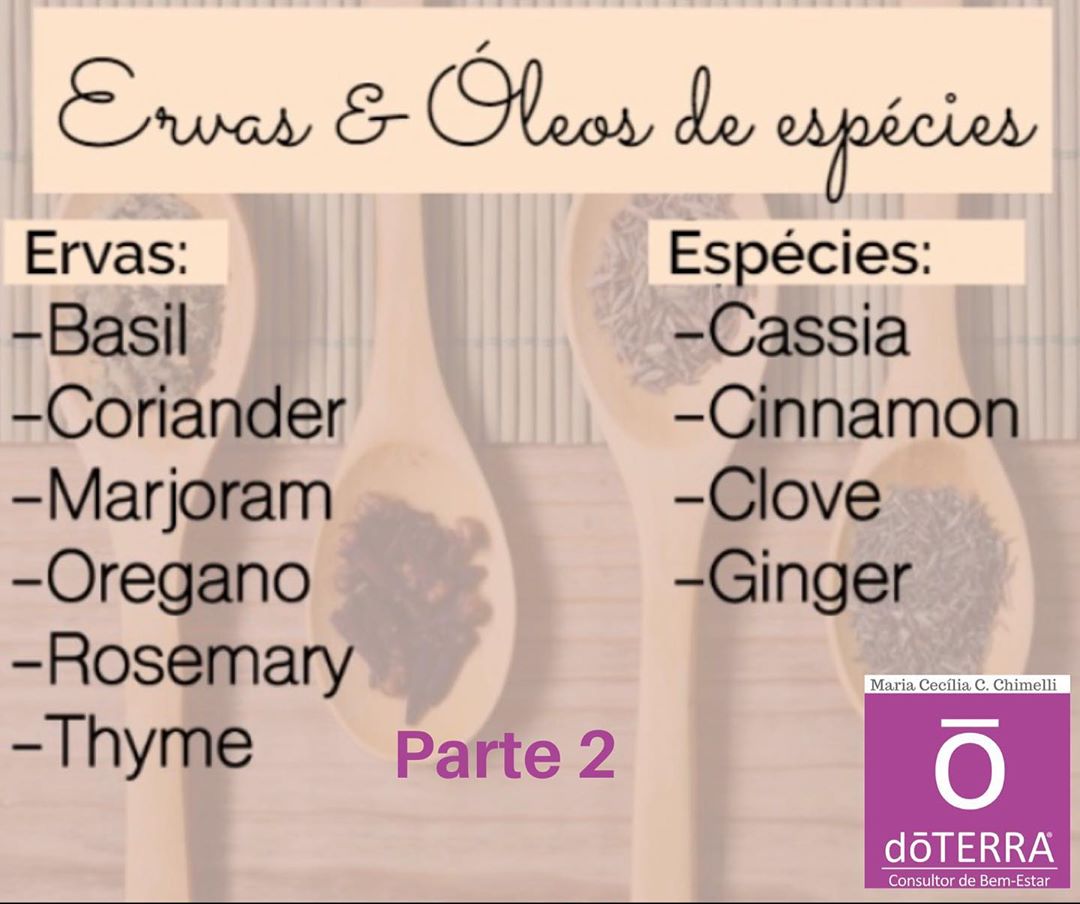 Ervas & Óleos de espécies
Ervas:
-Basil
-Coriander
-Marjoram
-Oregano
-Rosemary
-Thyme
Espécies:
-Cassia
-Cinnamon
-Clove
-Ginger
Parte 2
Maria Cecília C. Chimelli
ō
dōTERRA®
Consultor de Bem-Estar